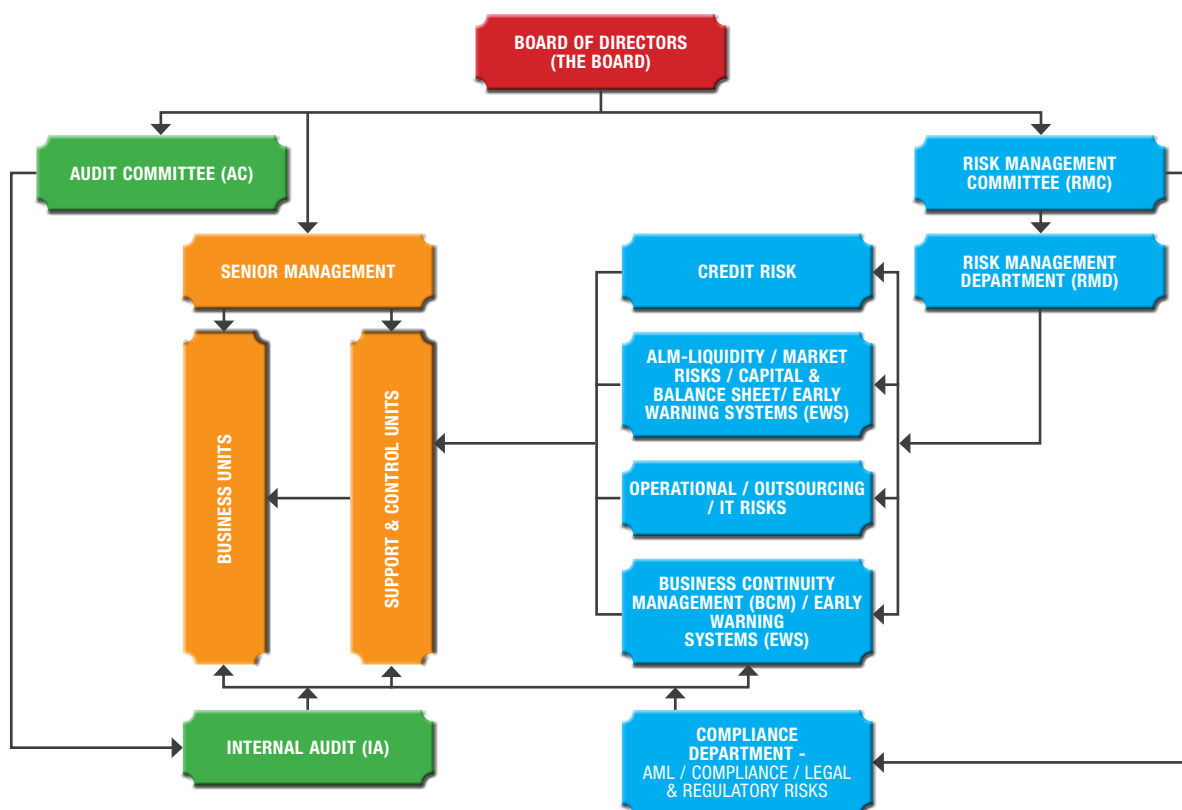 BOARD OF DIRECTORS
(THE BOARD)
AUDIT COMMITTEE (AC)
RISK MANAGEMENT
COMMITTEE (RMC)
SENIOR MANAGEMENT
CREDIT RISK
RISK MANAGEMENT
DEPARTMENT (RMD)
BUSINESS UNITS
SUPPORT & CONTROL UNITS
ALM-LIQUIDITY / MARKET
RISKS / CAPITAL &
BALANCE SHEET/ EARLY
WARNING SYSTEMS (EWS)
OPERATIONAL / OUTSOURCING
/ IT RISKS
BUSINESS CONTINUITY
MANAGEMENT (BCM) / EARLY
WARNING
SYSTEMS (EWS)
INTERNAL AUDIT (IA)
COMPLIANCE
DEPARTMENT -
AML / COMPLIANCE / LEGAL
& REGULATORY RISKS